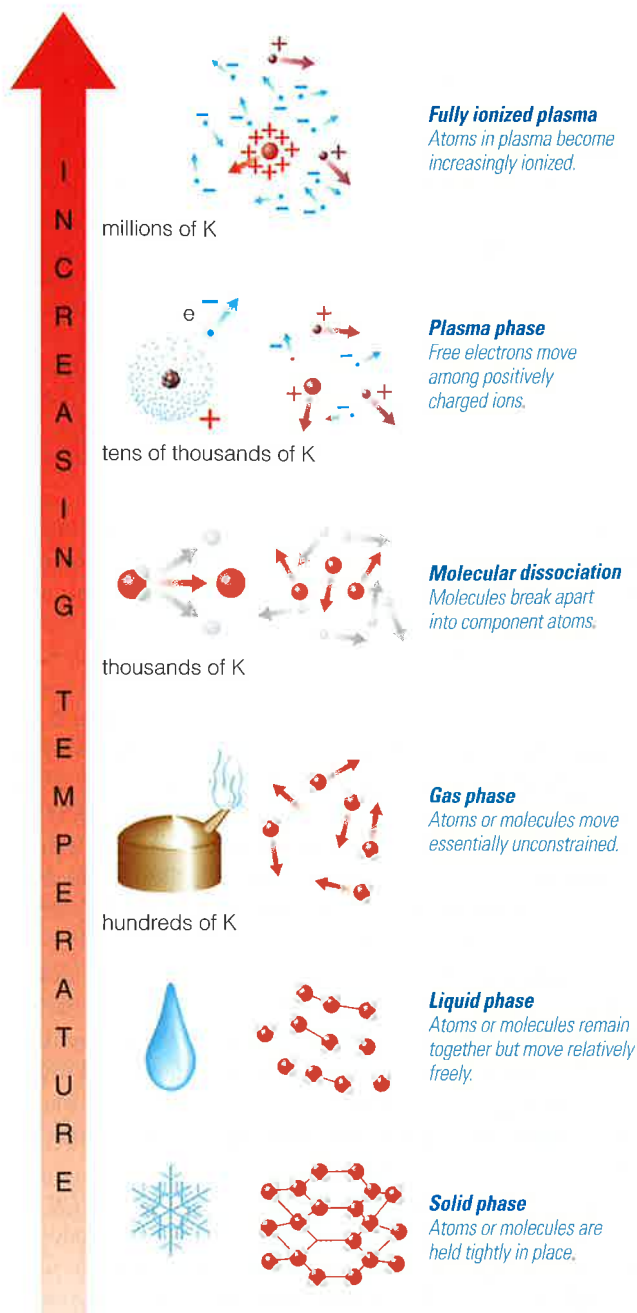 INCREASING TEMPERATURE
+
Fully ionized plasma
Atoms in plasma become
increasingly ionized.
millions of K
e
Plasma phase
Free electrons move
among positively
charged ions.
tens of thousands of K
Molecular dissociation
Molecules break apart
into component atoms.
thousands of K
Gas phase
Atoms or molecules move
essentially unconstrained.
hundreds of K
Liquid phase
Atoms or molecules remain
together but move relatively
freely.
Solid phase
Atoms or molecules are
held tightly in place.